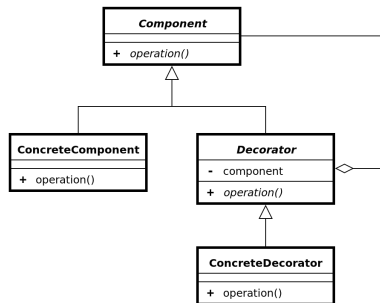 Component
+ operation()
ConcreteComponent
+ operation()
Decorator
- component
+ operation()
ConcreteDecorator
+ operation()